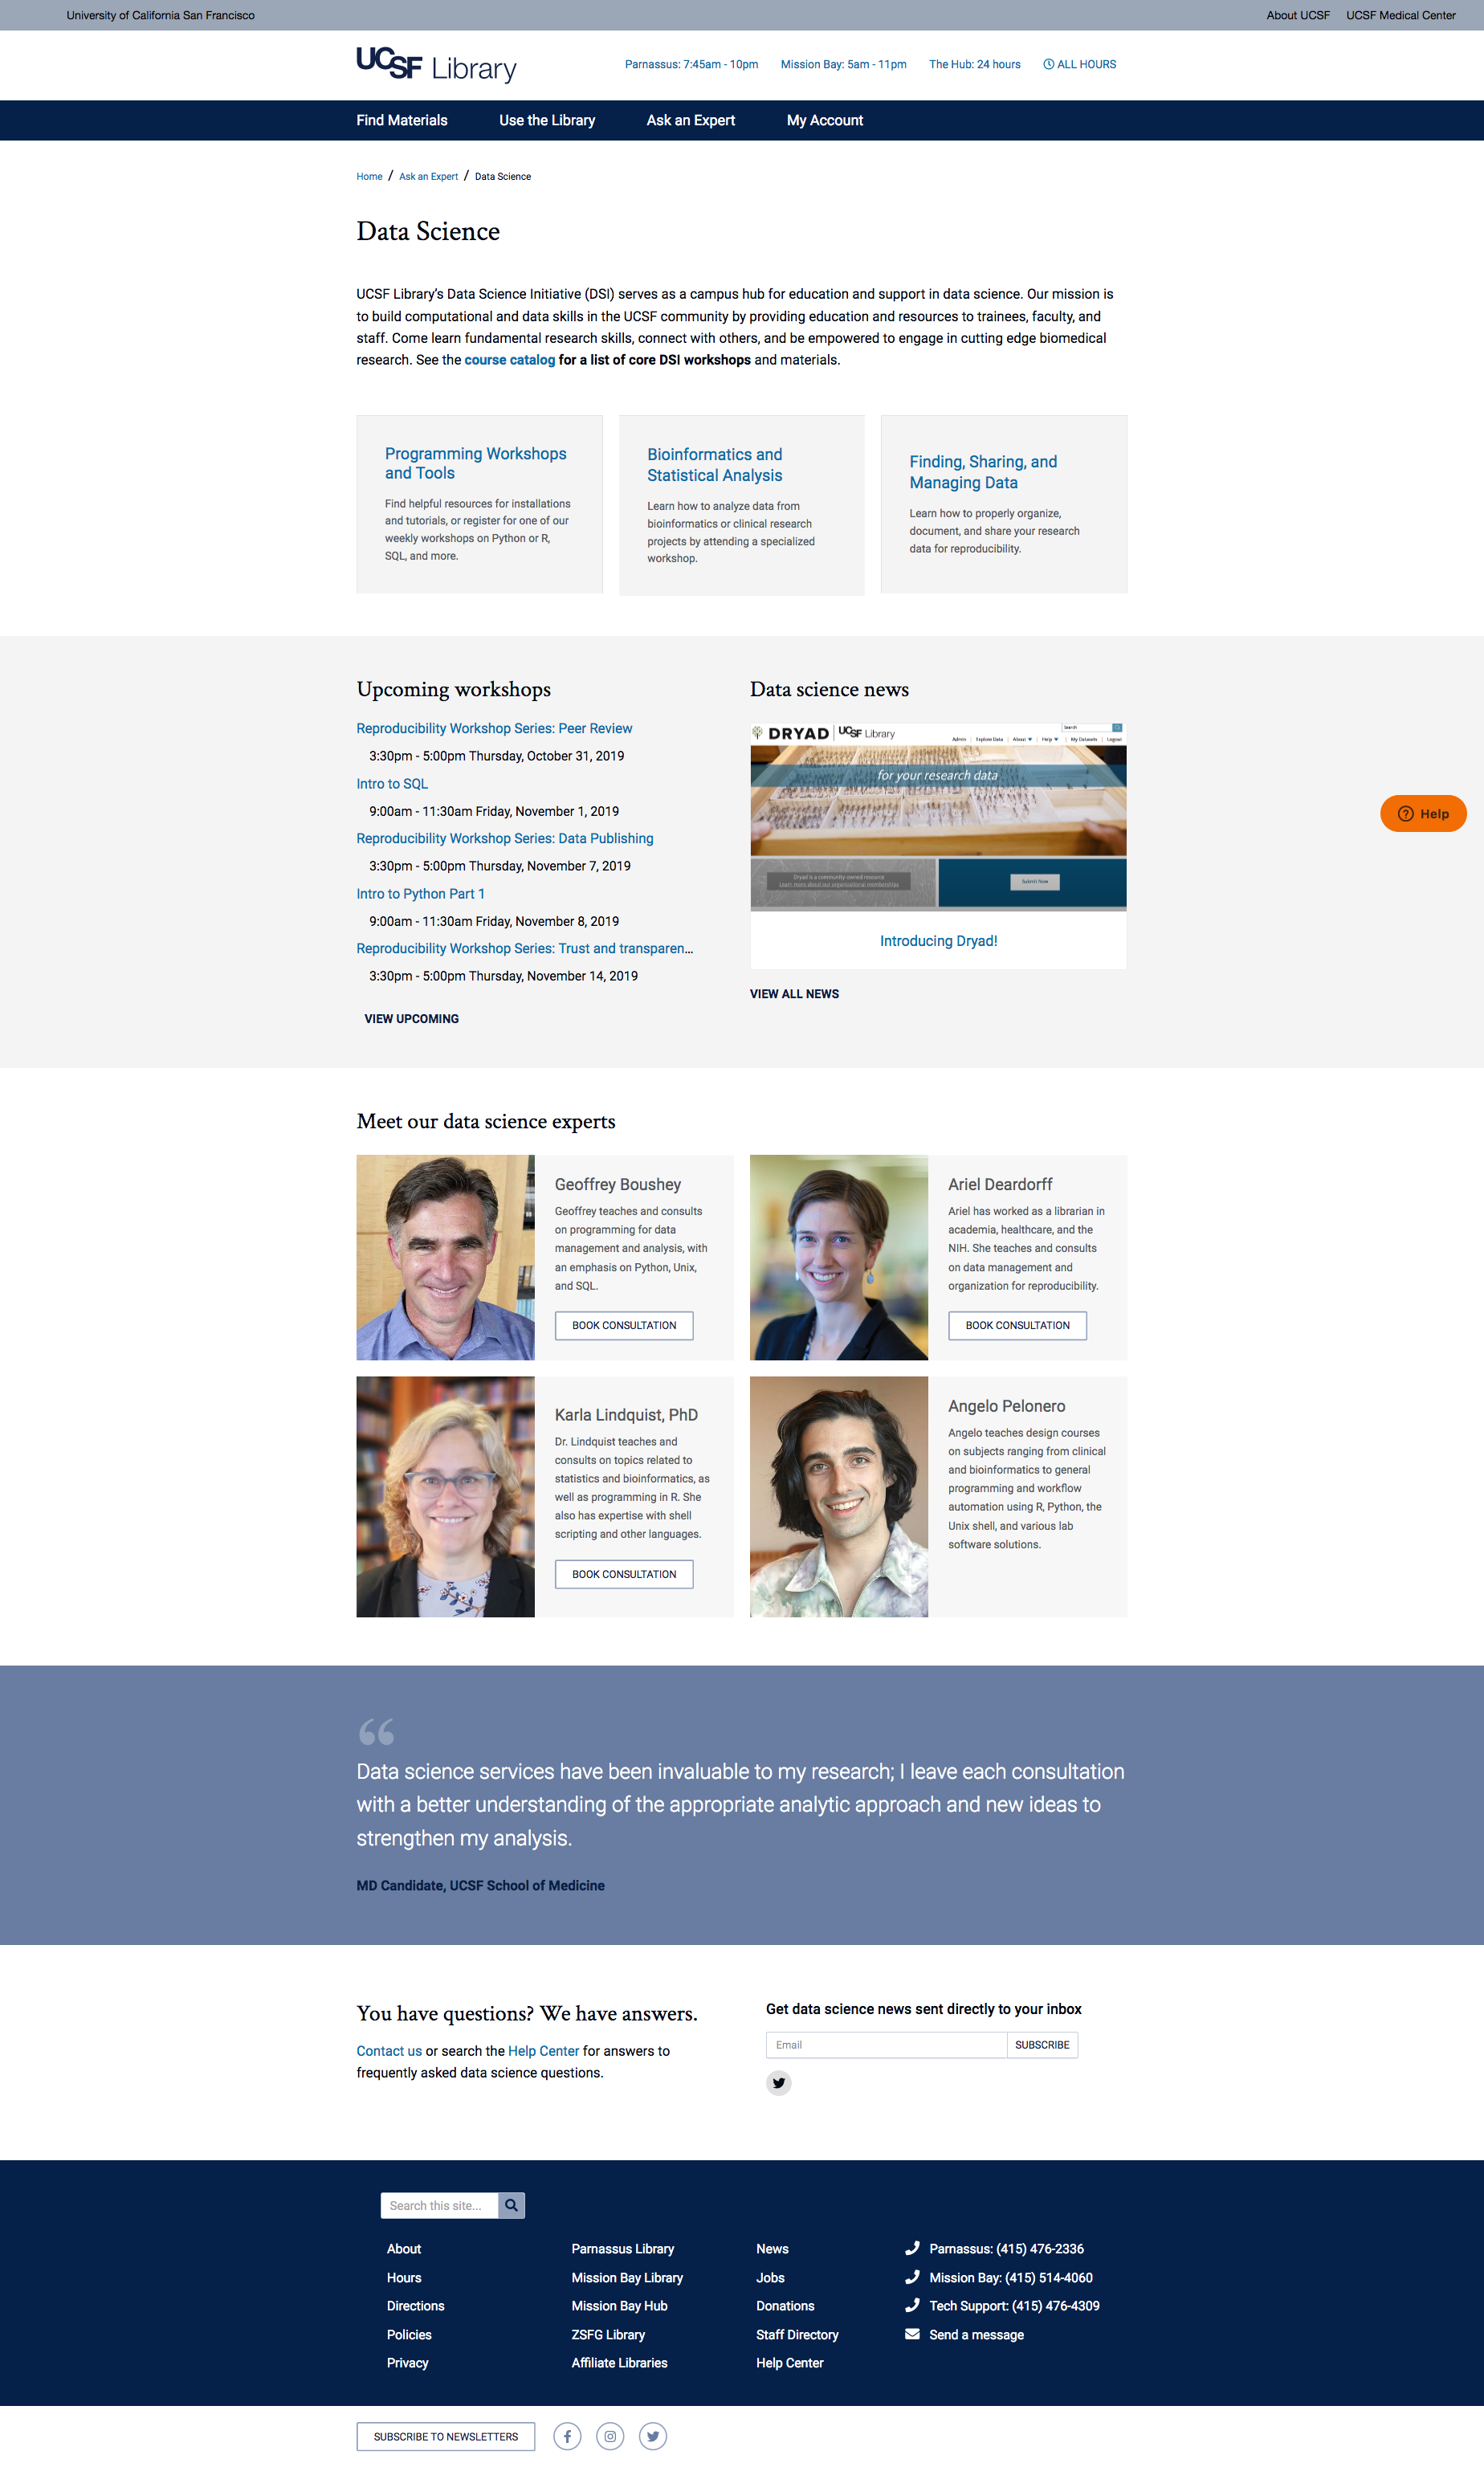 University of California San Francisco
About UCSF
UCSF Medical Center
UCSF Library
Parnassus: 7:45am - 10pm
Mission Bay: 5am - 11pm
The Hub: 24 hours
ALL HOURS
Find Materials
Use the Library
Ask an Expert
My Account
Home / Ask an Expert / Data Science
Data Science
UCSF Library's Data Science Initiative (DSI) serves as a campus hub for education and support in data science. Our mission is
to build computational and data skills in the UCSF community by providing education and resources to trainees, faculty, and
staff. Come learn fundamental research skills, connect with others, and be empowered to engage in cutting edge biomedical
research. See the course catalog for a list of core DSI workshops and materials.
Programming Workshops
and Tools
Find helpful resources for installations
and tutorials, or register for one of our
weekly workshops on Python or R,
SQL, and more.
Bioinformatics and
Statistical Analysis
Learn how to analyze data from
bioinformatics or clinical research
projects by attending a specialized
workshop.
Finding, Sharing, and
Managing Data
Learn how to properly organize,
document, and share your research
data for reproducibility.
Upcoming workshops
Reproducibility Workshop Series: Peer Review
3:30pm - 5:00pm Thursday, October 31, 2019
Intro to SQL
9:00am - 11:30am Friday, November 1, 2019
Reproducibility Workshop Series: Data Publishing
3:30pm - 5:00pm Thursday, November 7, 2019
Intro to Python Part 1
9:00am - 11:30am Friday, November 8, 2019
Reproducibility Workshop Series: Trust and transparen...
3:30pm - 5:00pm Thursday, November 14, 2019
VIEW UPCOMING
Data science news
DRYAD | UCSF Library
Search
Admin | Explore Data | About | Help | My Datasets | Logout
for your research data
Dryad is a community-owned resource
Learn more about our organizational memberships
Submit Now
Introducing Dryad!
VIEW ALL NEWS
Help
Meet our data science experts
Geoffrey Boushey
Geoffrey teaches and consults
on programming for data
management and analysis, with
an emphasis on Python, Unix,
and SQL.
BOOK CONSULTATION
Ariel Deardorff
Ariel has worked as a librarian in
academia, healthcare, and the
NIH. She teaches and consults
on data management and
organization for reproducibility.
BOOK CONSULTATION
Karla Lindquist, PhD
Dr. Lindquist teaches and
consults on topics related to
statistics and bioinformatics, as
well as programming in R. She
also has expertise with shell
scripting and other languages.
BOOK CONSULTATION
Angelo Pelonero
Angelo teaches design courses
on subjects ranging from clinical
and bioinformatics to general
programming and workflow
automation using R, Python, the
Unix shell, and various lab
software solutions.
“
Data science services have been invaluable to my research; I leave each consultation
with a better understanding of the appropriate analytic approach and new ideas to
strengthen my analysis.
MD Candidate, UCSF School of Medicine
You have questions? We have answers.
Contact us or search the Help Center for answers to
frequently asked data science questions.
Get data science news sent directly to your inbox
Email
SUBSCRIBE
Search this site...
About
Hours
Directions
Policies
Privacy
Parnassus Library
Mission Bay Library
Mission Bay Hub
ZSFG Library
Affiliate Libraries
News
Jobs
Donations
Staff Directory
Help Center
Parnassus: (415) 476-2336
Mission Bay: (415) 514-4060
Tech Support: (415) 476-4309
Send a message
SUBSCRIBE TO NEWSLETTERS